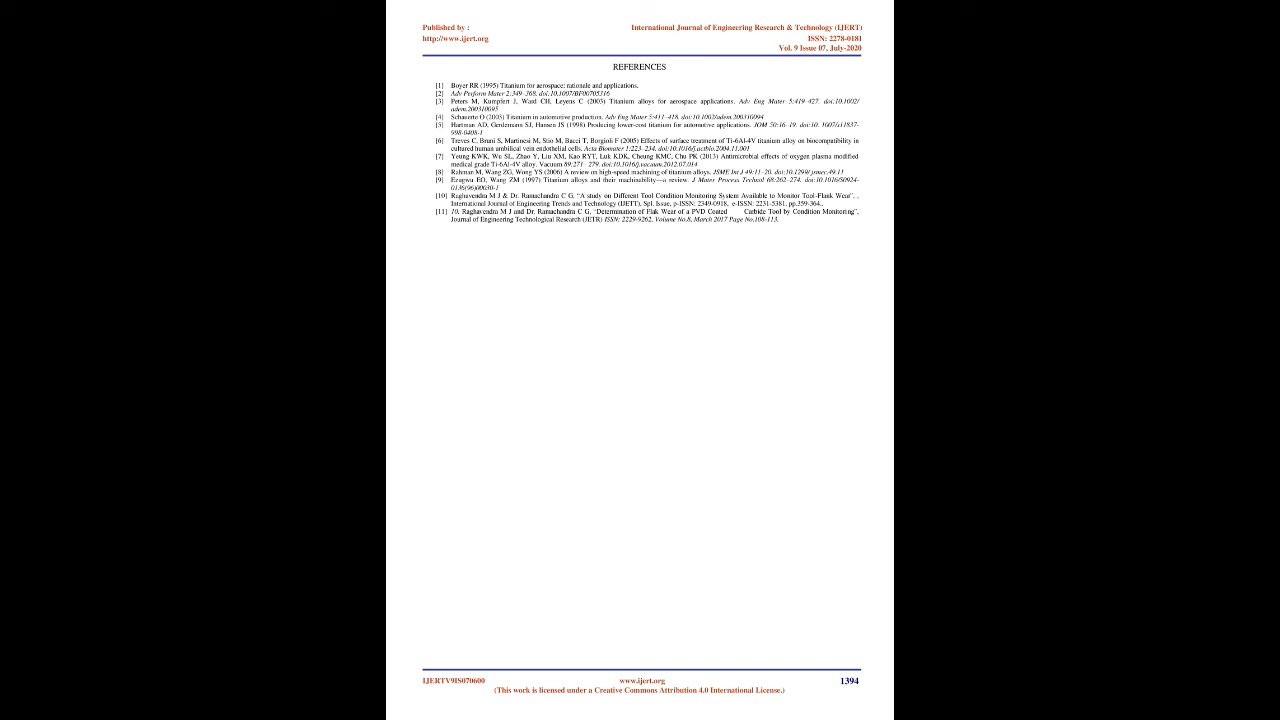 Published by :
International Journal of Engineering Research & Technology (IJERT)
http://www.ijert.org
ISSN: 2278-0181
Vol. 9 Issue 07, July-2020
REFERENCES
[1] Boyer RR (1995) Titanium for aerospace: rationale and applications.
[2] Adv Perform Mater 2:349–368. doi:10.1007/BF00705316
[3] Peters M, Kumpfert J, Ward CH, Leyens C (2003) Titanium alloys for aerospace applications. Adv Eng Mater 5:419–427. doi:10.1002/
adem.200310095
[4] Schauerte O (2003) Titanium in automotive production. Adv Eng Mater 5:411–418. doi:10.1002/adem.200310094
[5] Hartman AD, Gerdemann SJ, Hansen JS (1998) Producing lower-cost titanium for automotive applications. JOM 50:16–19. doi:10. 1007/s11837-
998-0408-1
[6] Treves C, Bruni S, Martinesi M, Stio M, Bacci T, Borgioli F (2005) Effects of surface treatment of Ti-6Al-4V titanium alloy on biocompatibility in
cultured human umbilical vein endothelial cells. Acta Biomater 1:223–234. doi:10.1016/j.actbio.2004.11.001
[7] Yeung KWK, Wu SL, Zhao Y, Liu XM, Kao RYT, Luk KDK, Cheung KMC, Chu PK (2013) Antimicrobial effects of oxygen plasma modified
medical grade Ti-6Al-4V alloy. Vacuum 89:271– 279. doi:10.1016/j.vacuum.2012.07.014
[8] Rahman M, Wang ZG, Wong YS (2006) A review on high-speed machining of titanium alloys. JSME Int J 49:11–20. doi:10.1299/ jsmec.49.11
[9] Ezugwu EO, Wang ZM (1997) Titanium alloys and their machinability—a review. J Mater Process Technol 68:262–274. doi:10.1016/S0924-
0136(96)00030-1
[10] Raghavendra M J & Dr. Ramachandra C G, “A study on Different Tool Condition Monitoring System Available to Monitor Tool-Flank Wear”, ,
International Journal of Engineering Trends and Technology (IJETT), Spl. Issue, p-ISSN: 2349-0918, e-ISSN: 2231-5381, pp.359-364,.
[11] 10. Raghavendra M J and Dr. Ramachandra C G, “Determination of Flak Wear of a PVD Coated Carbide Tool by Condition Monitoring”,
Journal of Engineering Technological Research (JETR) ISSN: 2229-9262, Volume No.8, March 2017 Page No,108-113.
IJERTV9IS070600
www.ijert.org
1394
(This work is licensed under a Creative Commons Attribution 4.0 International License.)